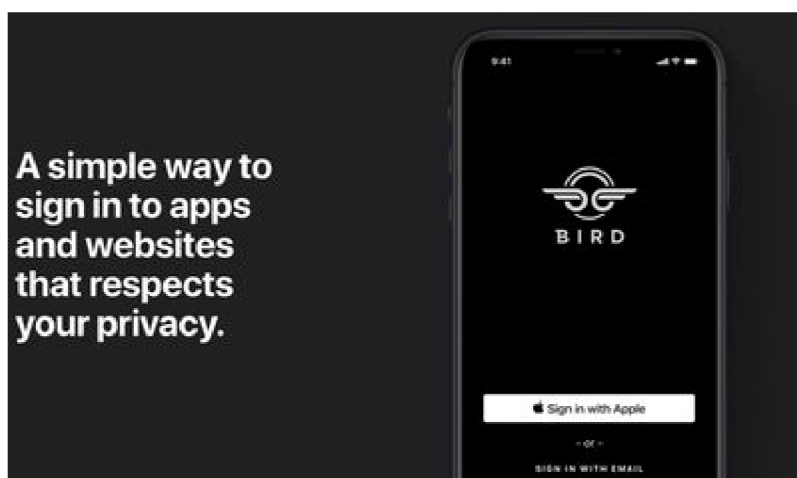 A simple way to
sign in to apps
and websites
that respects
your privacy.
9:41
BIRD
Sign in with Apple
- or -
SIGN IN WITH EMAIL